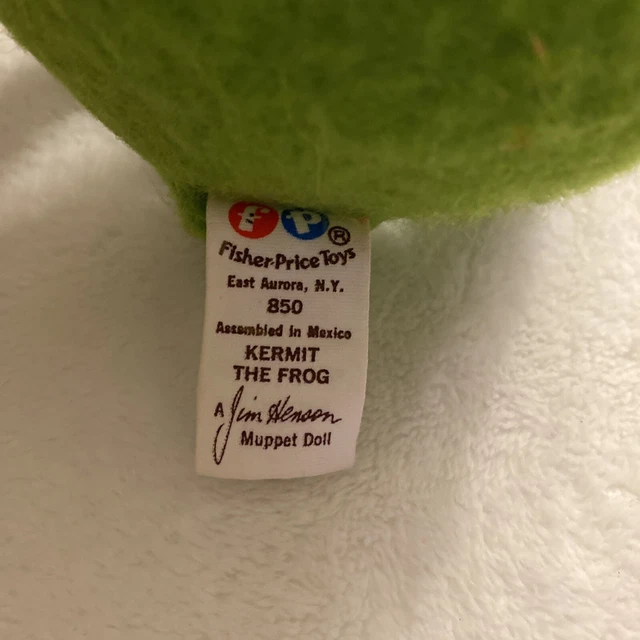 fP®
Fisher-Price Toys
East Aurora, N.Y.
850
Assembled in Mexico
KERMIT
THE FROG
A Jim Henson
Muppet Doll